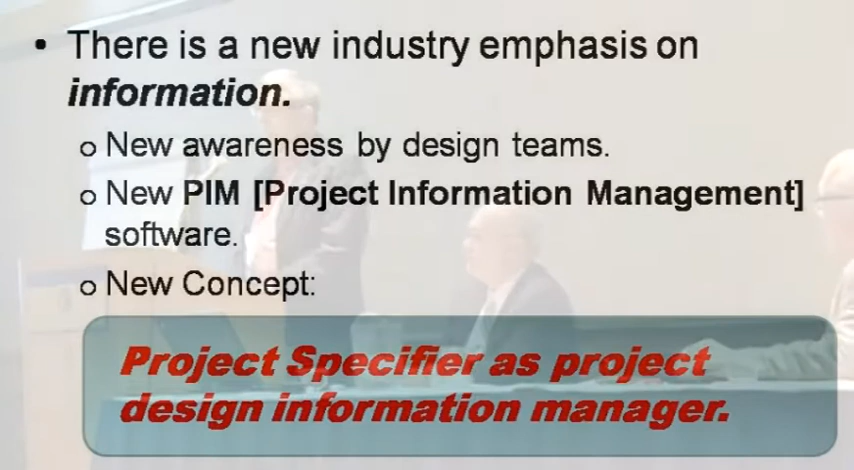 • There is a new industry emphasis on
information.
o New awareness by design teams.
o New PIM [Project Information Management]
software.
o New Concept:
Project Specifier as project
design information manager.